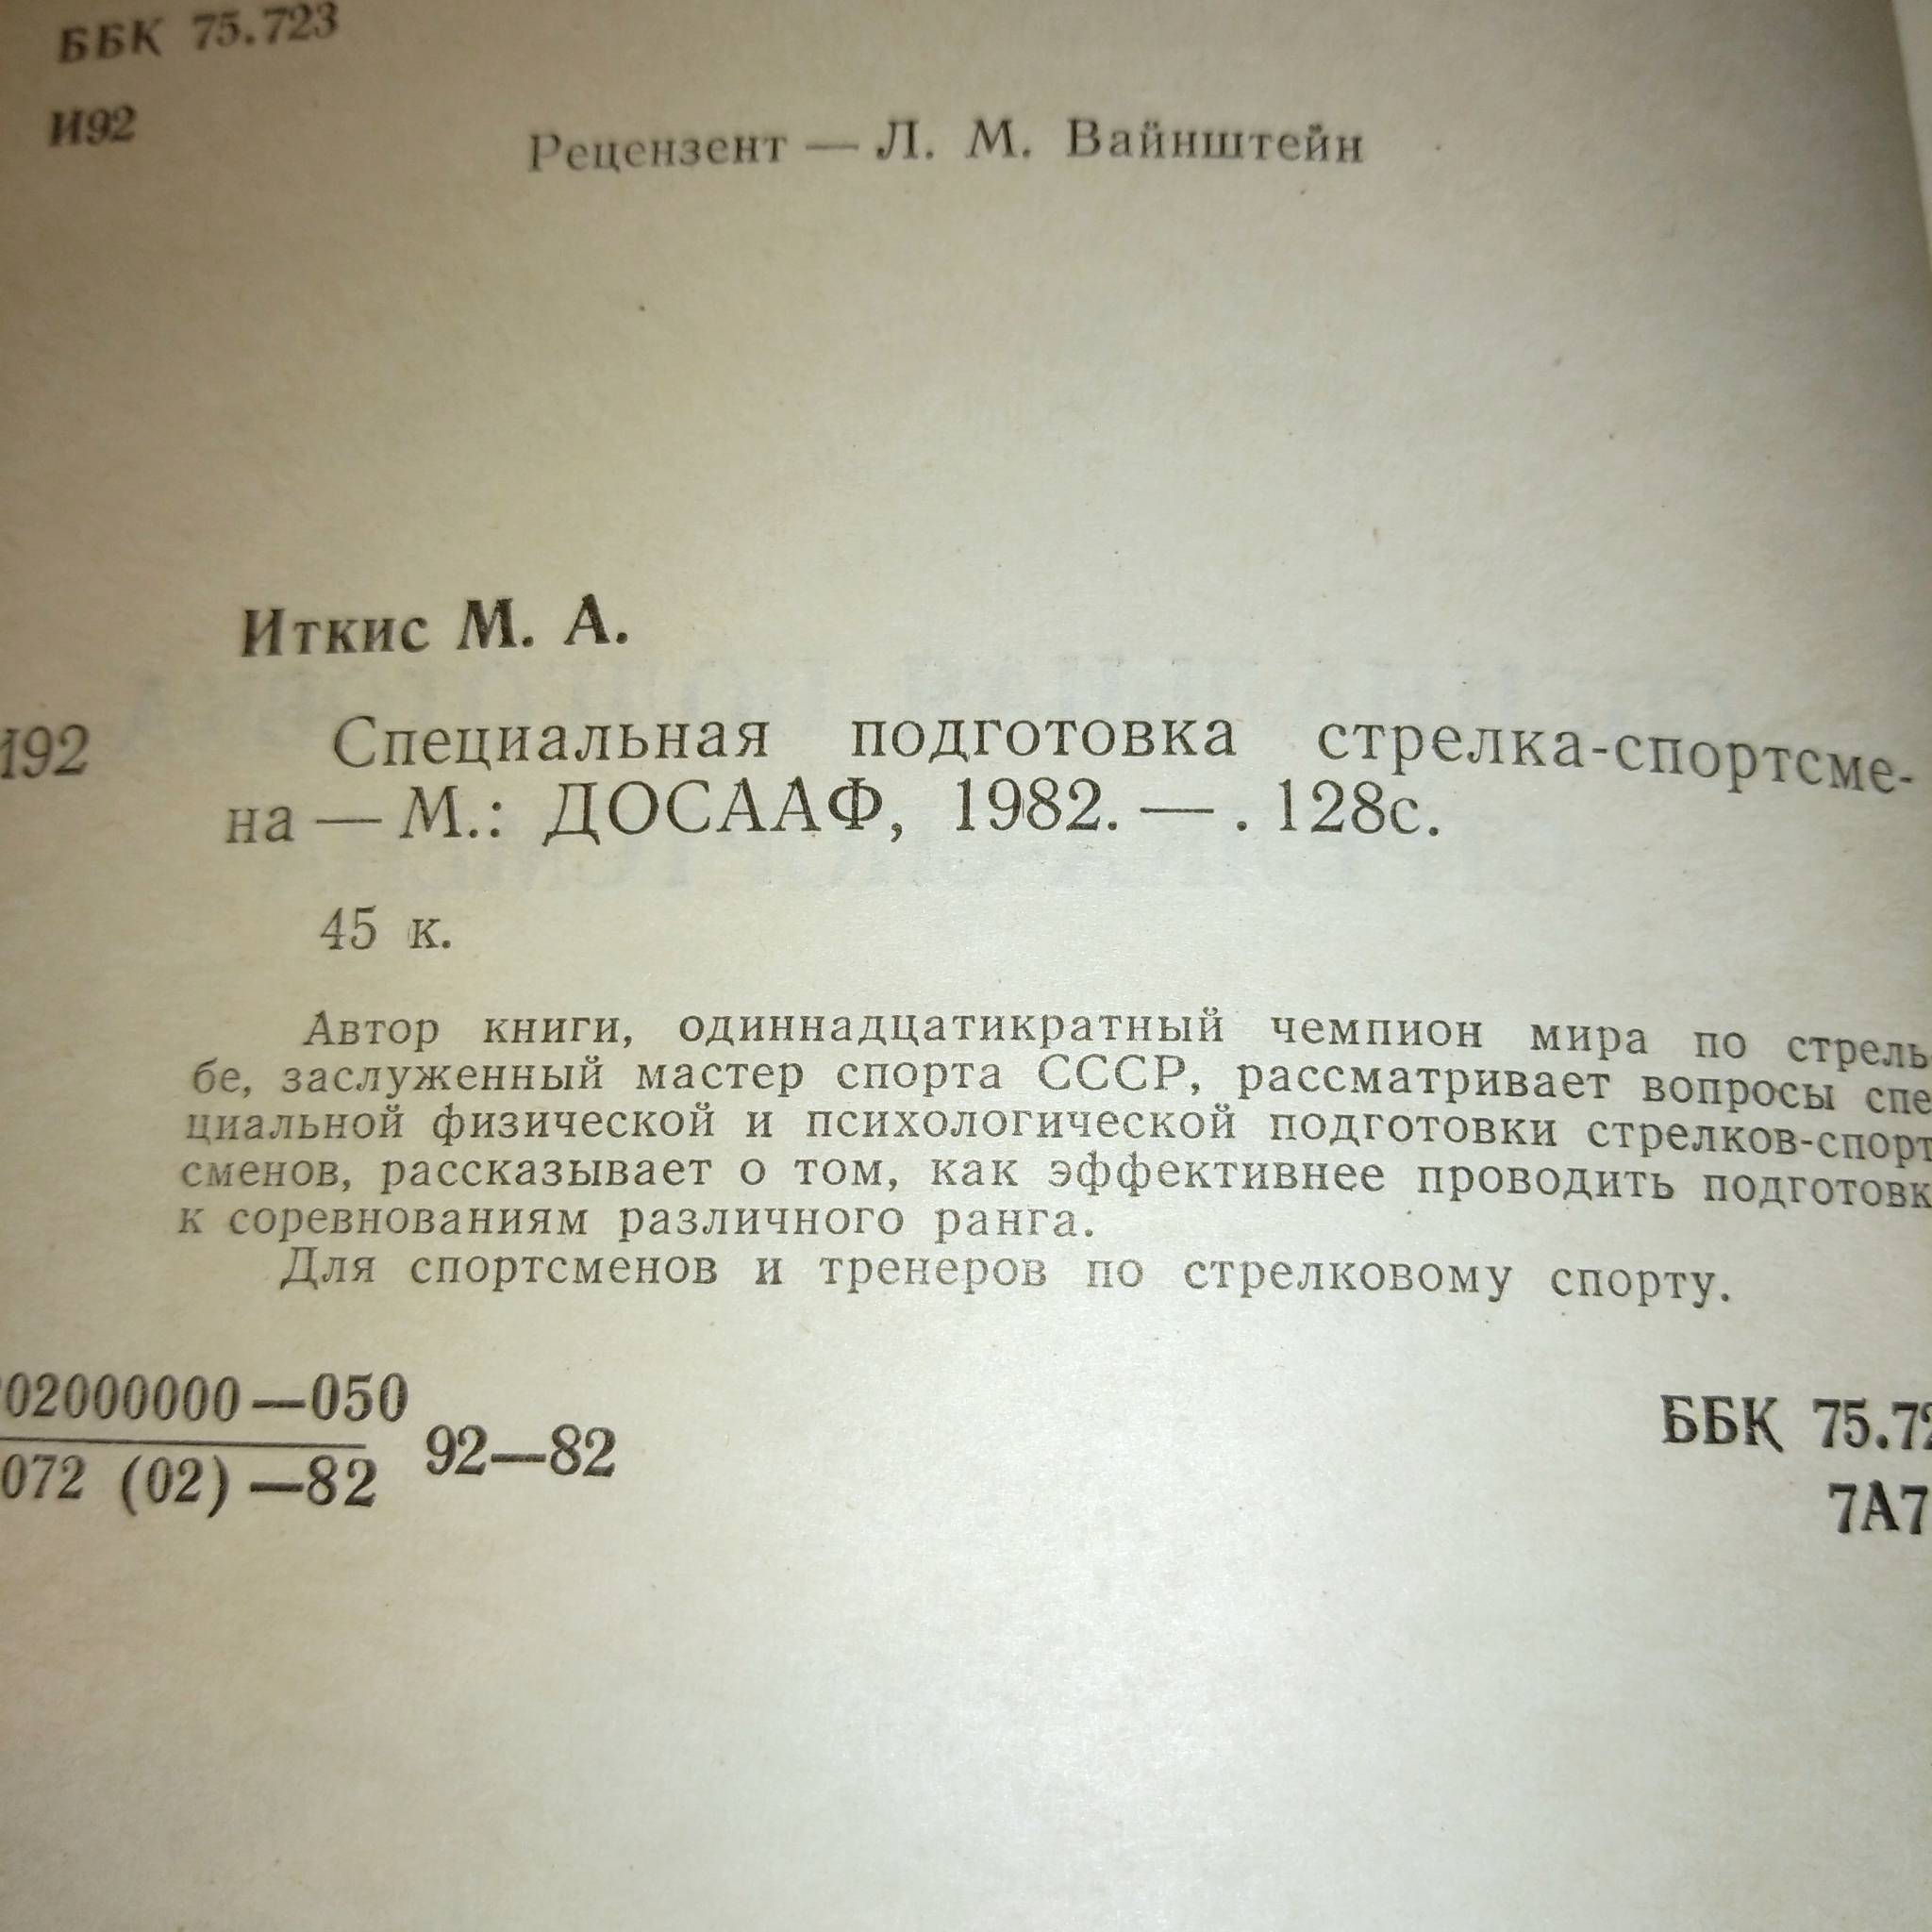 ББК 75.723
И92
Рецензент — Л. М. Вайнштейн
Иткис М. А.
И92 Специальная подготовка стрелка-спортсме-
на — М.: ДОСААФ, 1982. — . 128с.
45 к.
Автор книги, одиннадцатикратный чемпион мира по стрель
бе, заслуженный мастер спорта СССР, рассматривает вопросы спе
циальной физической и психологической подготовки стрелков-спорт
сменов, рассказывает о том, как эффективнее проводить подготовк
к соревнованиям различного ранга.
Для спортсменов и тренеров по стрелковому спорту.
02000000—050
072 (02)—82 92—82
ББК 75.72
7А7